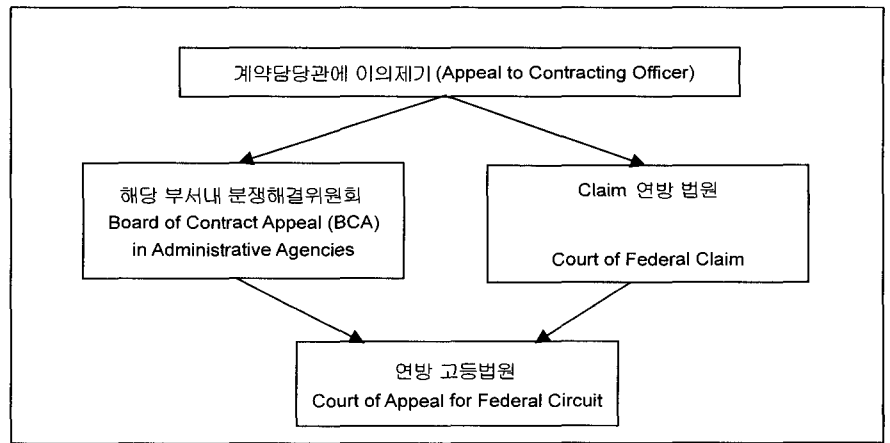 계약담당관에 이의제기 (Appeal to Contracting Officer)
해당 부서내 분쟁해결위원회
Board of Contract Appeal (BCA)
in Administrative Agencies
Claim 연방 법원
Court of Federal Claim
연방 고등법원
Court of Appeal for Federal Circuit